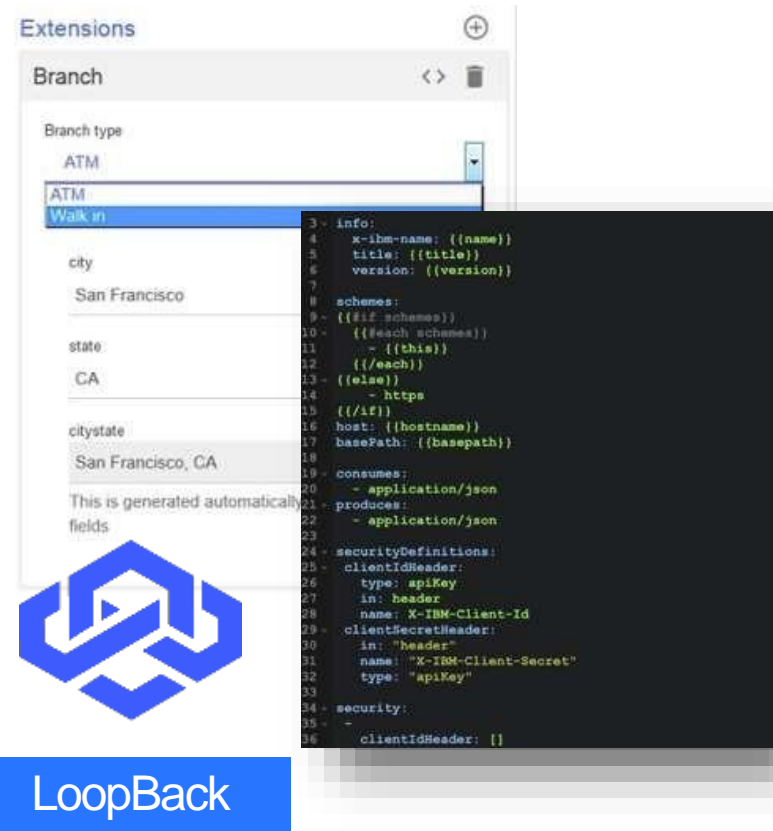 Extensions
Branch
Branch type
ATM
ATM
Walk in
city
San Francisco
state
CA
citystate
San Francisco, CA
This is generated automatically
fields
3 info:
4 x-ibm-name: {{name}}
5 title: {{title}}
6 version: {{version}}
7
8 schemes:
9 {{#if schemes}}
10 {{#each schemes}}
11 - {{this}}
12 {{/each}}
13 {{else}}
14 - https
15 {{/if}}
16 host: {{hostname}}
17 basePath: {{basepath}}
18
19 consumes:
20 - application/json
21 produces:
22 - application/json
23
24 securityDefinitions:
25 clientIdHeader:
26 type: apiKey
27 in: header
28 name: X-IBM-Client-Id
29 clientSecretHeader:
30 in: "header"
31 name: "X-IBM-Client-Secret"
32 type: "apiKey"
33
34 security:
35 -
36 clientIdHeader: []
LoopBack